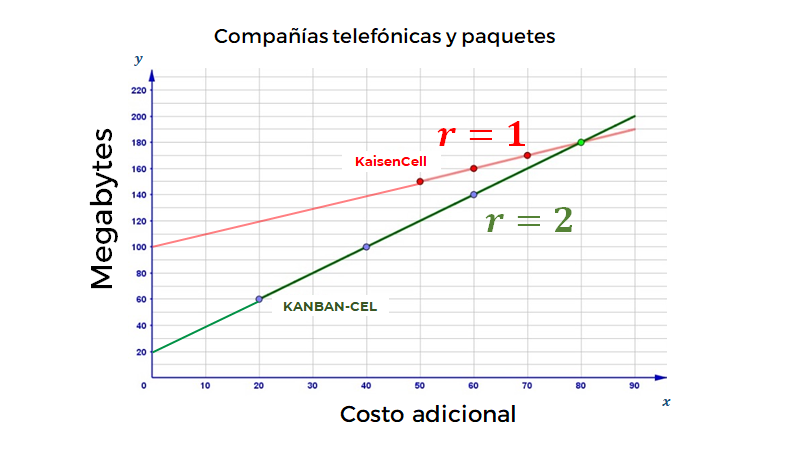 Compañías telefónicas y paquetes
y
220
200
180
160
140
120
100
80
60
40
20
Megabytes
r = 1
KaisenCell
r = 2
KANBAN-CEL
0 10 20 30 40 50 60 70 80 90
x
Costo adicional